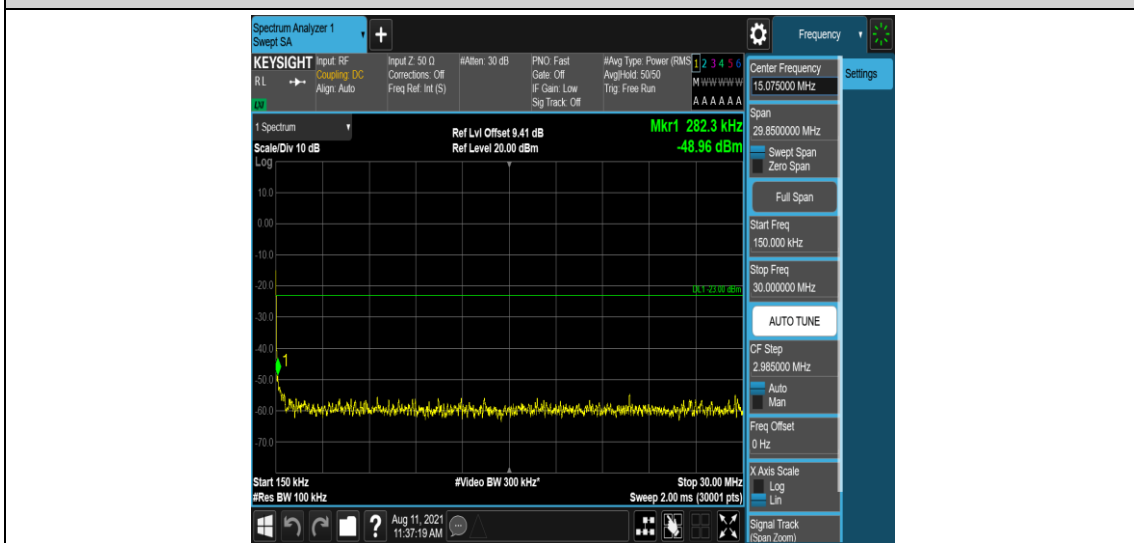 Spectrum Analyzer 1
Swept SA
+
Frequency
KEYSIGHT
RL
LXI
Input: RF
Coupling: DC
Align: Auto
Input Z: 50 Ω
Corrections: Off
Freq Ref: Int (S)
#Atten: 30 dB
PNO: Fast
Gate: Off
IF Gain: Low
Sig Track: Off
#Avg Type: Power (RMS
Avg|Hold: 50/50
Trig: Free Run
1 2 3 4 5 6
M W W W W W
A A A A A A
1 Spectrum
Scale/Div 10 dB
Ref Lvl Offset 9.41 dB
Ref Level 20.00 dBm
Mkr1 282.3 kHz
-48.96 dBm
Log
10.0
0.00
-10.0
-20.0
DL1 -23.00 dBm
-30.0
-40.0
1
-50.0
-60.0
-70.0
Start 150 kHz
#Res BW 100 kHz
#Video BW 300 kHz*
Stop 30.00 MHz
Sweep 2.00 ms (30001 pts)
Center Frequency
15.075000 MHz
Settings
Span
29.8500000 MHz
Swept Span
Zero Span
Full Span
Start Freq
150.000 kHz
Stop Freq
30.000000 MHz
AUTO TUNE
CF Step
2.985000 MHz
Auto
Man
Freq Offset
0 Hz
X Axis Scale
Log
Lin
Signal Track
(Span Zoom)
?
Aug 11, 2021
11:37:19 AM